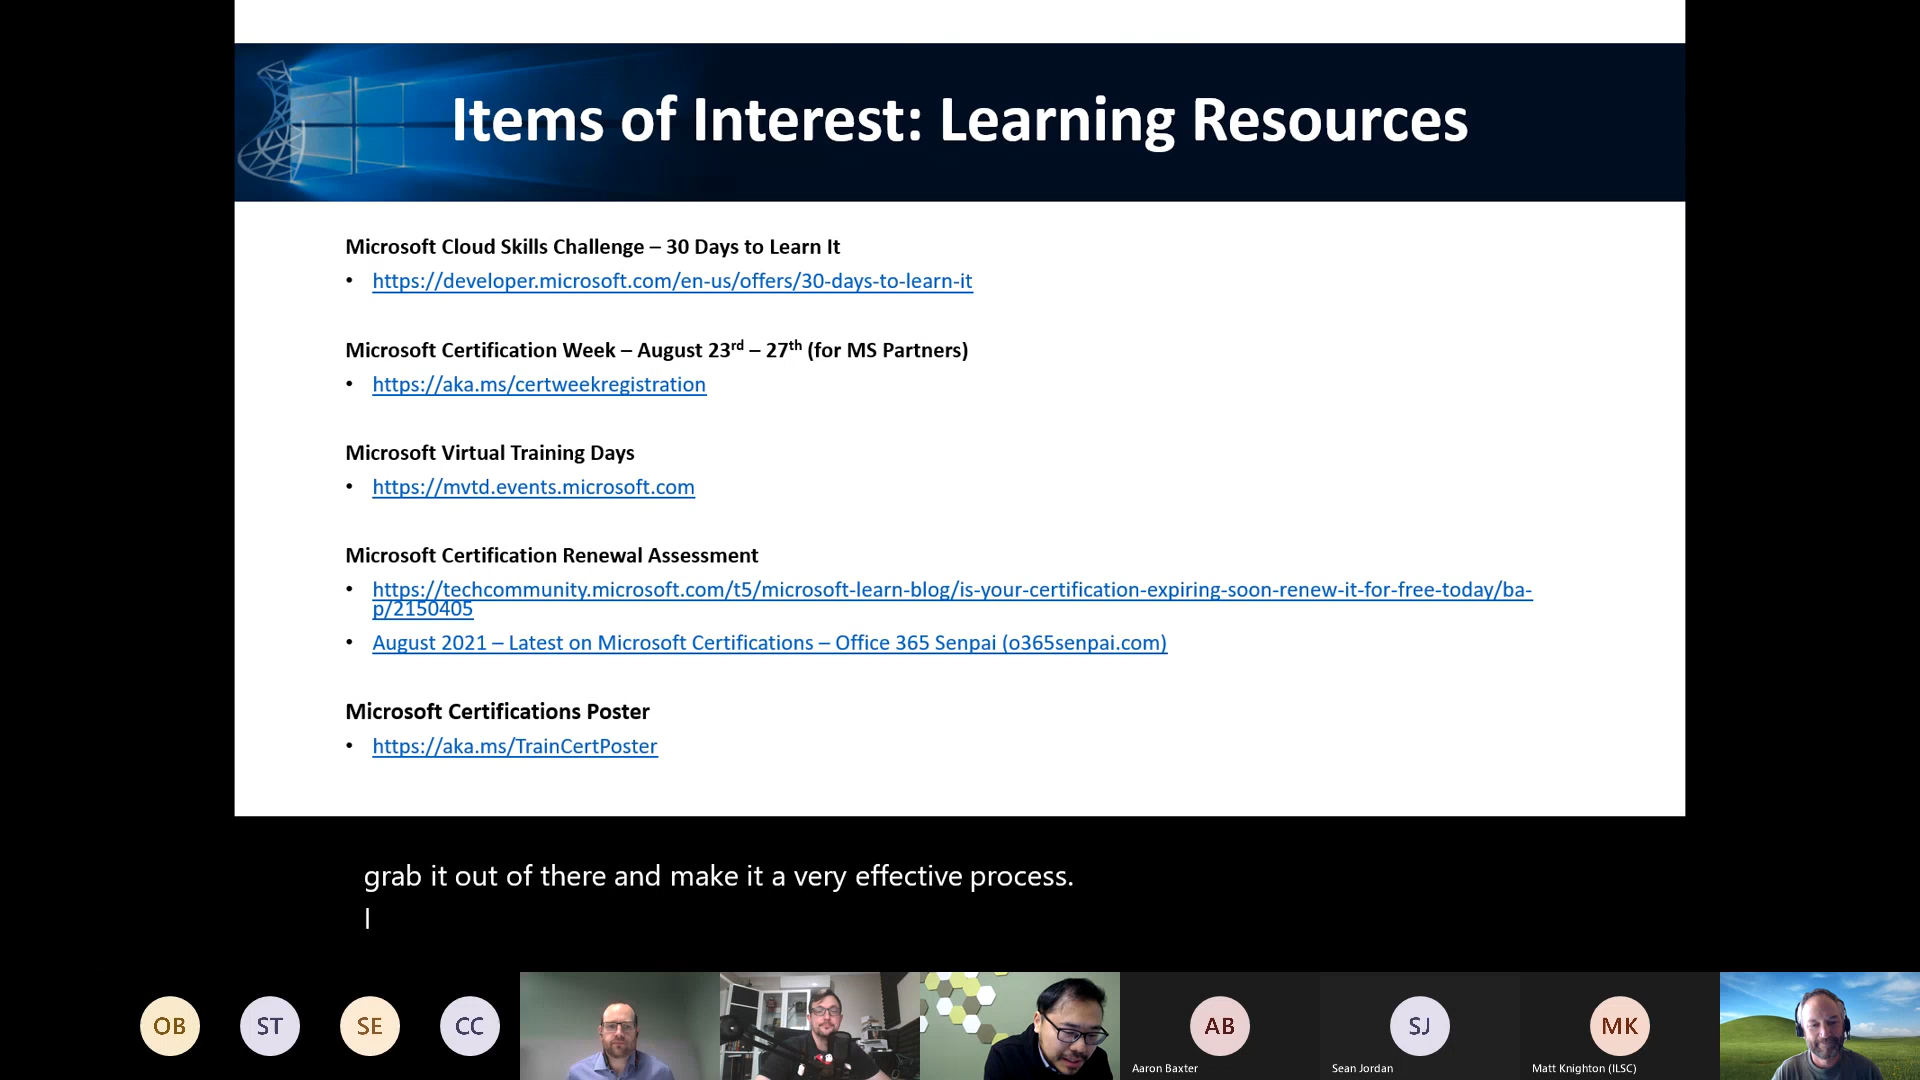 Items of Interest: Learning Resources
Microsoft Cloud Skills Challenge – 30 Days to Learn It
• https://developer.microsoft.com/en-us/offers/30-days-to-learn-it
Microsoft Certification Week – August 23rd – 27th (for MS Partners)
• https://aka.ms/certweekregistration
Microsoft Virtual Training Days
• https://mvtd.events.microsoft.com
Microsoft Certification Renewal Assessment
• https://techcommunity.microsoft.com/t5/microsoft-learn-blog/is-your-certification-expiring-soon-renew-it-for-free-today/ba-
p/2150405
• August 2021 – Latest on Microsoft Certifications – Office 365 Senpai (o365senpai.com)
Microsoft Certifications Poster
• https://aka.ms/TrainCertPoster
grab it out of there and make it a very effective process.
I
OB ST SE CC AB SJ MK
Aaron Baxter Sean Jordan Matt Knighton (ILSC)